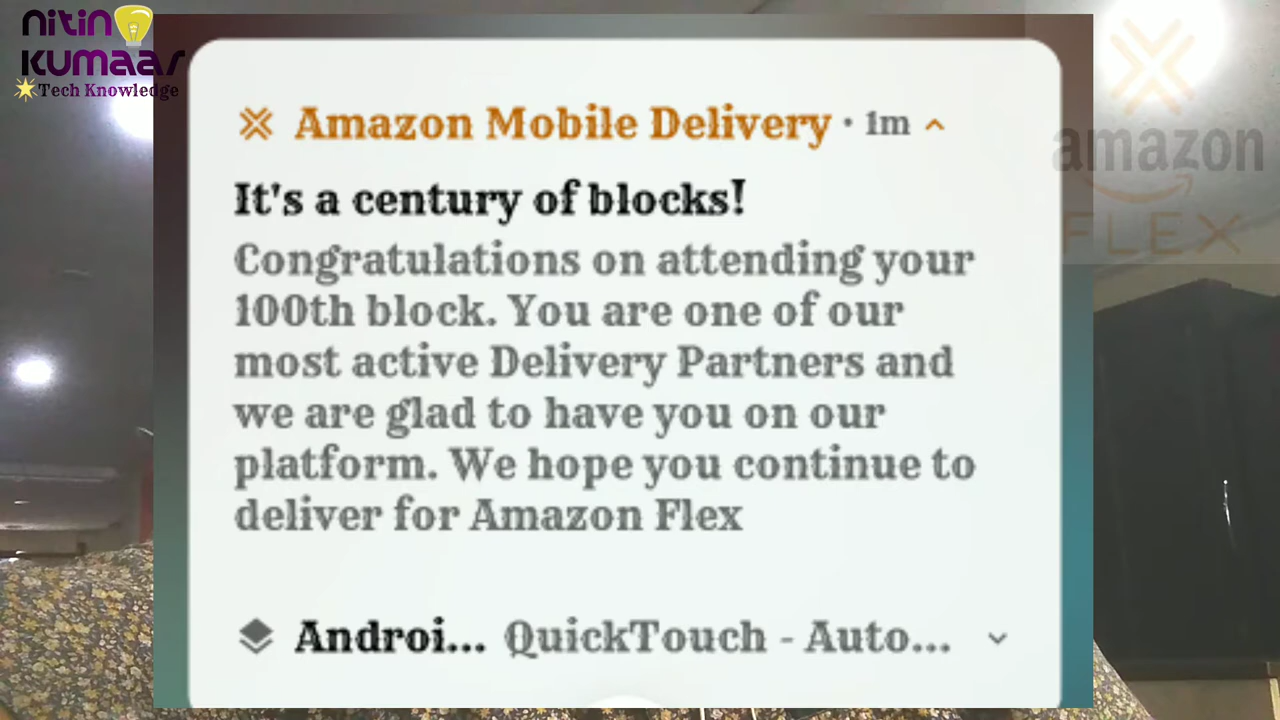 nitin
kumaar
Tech Knowledge
Amazon Mobile Delivery · 1m
It's a century of blocks!
Congratulations on attending your
100th block. You are one of our
most active Delivery Partners and
we are glad to have you on our
platform. We hope you continue to
deliver for Amazon Flex
Androi... QuickTouch - Auto...
amazon
FLEX